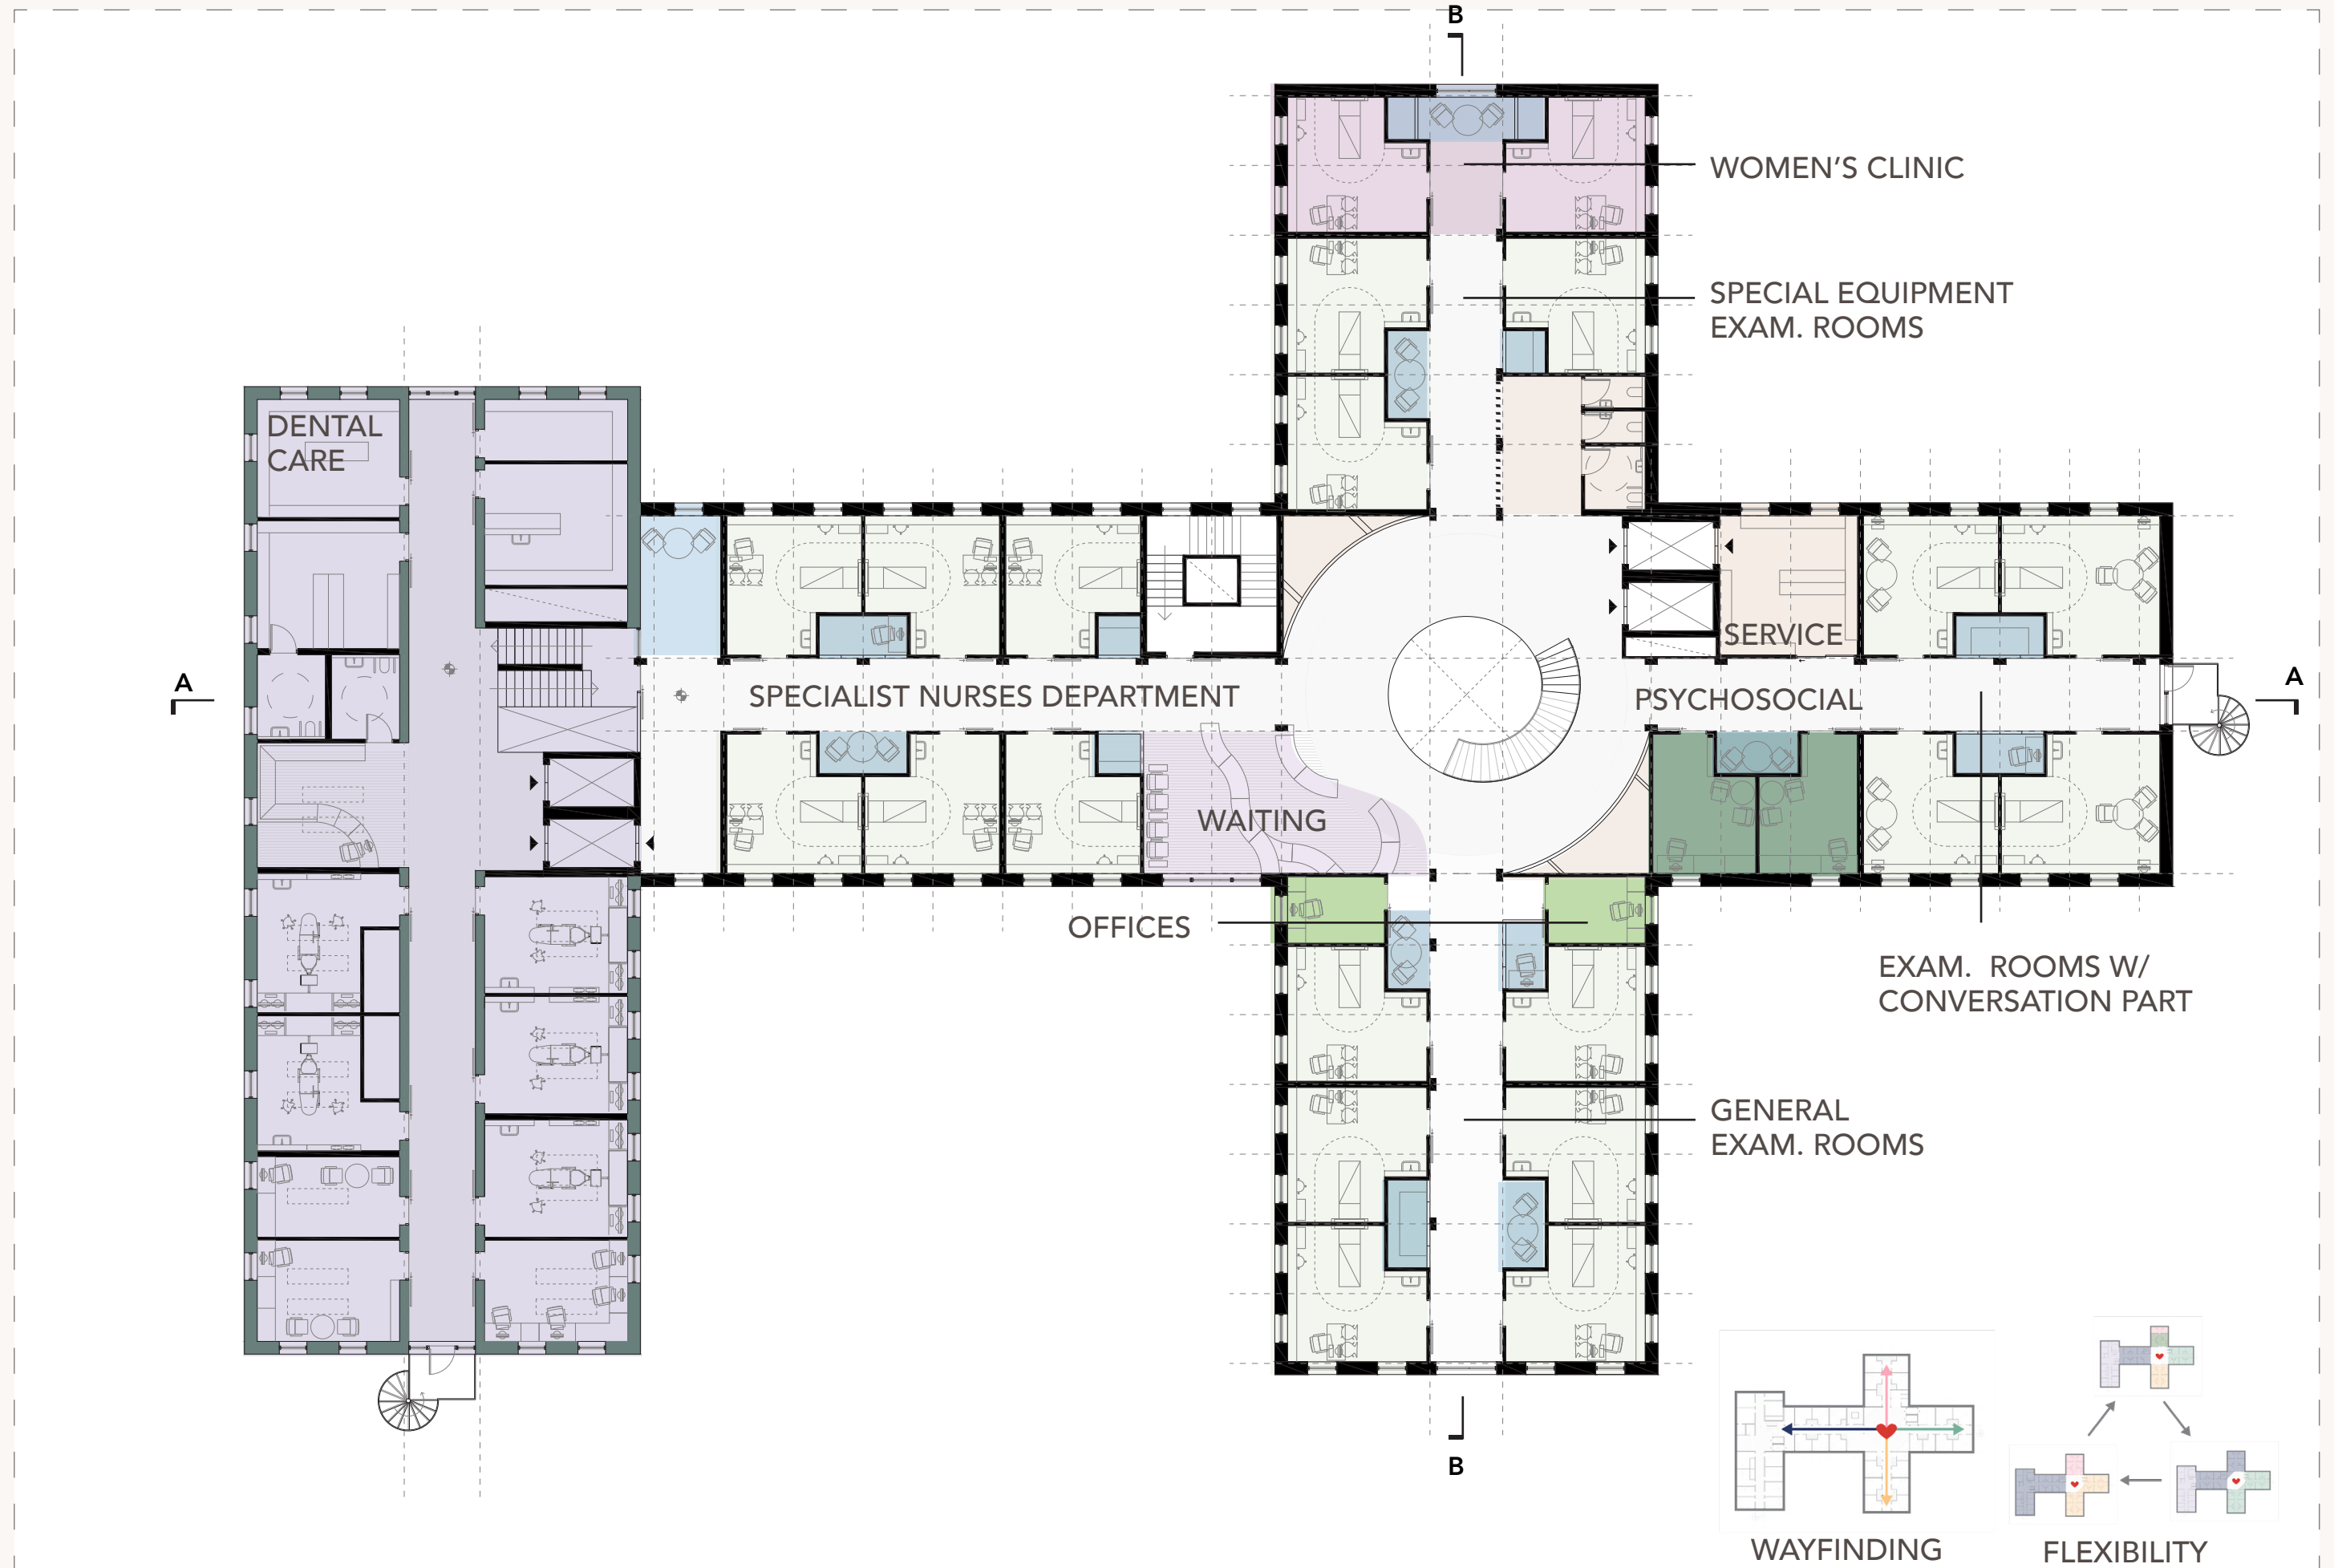 B
WOMEN'S CLINIC
SPECIAL EQUIPMENT
EXAM. ROOMS
DENTAL
CARE
SERVICE
A
SPECIALIST NURSES DEPARTMENT
PSYCHOSOCIAL
A
WAITING
OFFICES
EXAM. ROOMS W/
CONVERSATION PART
GENERAL
EXAM. ROOMS
B
WAYFINDING
FLEXIBILITY